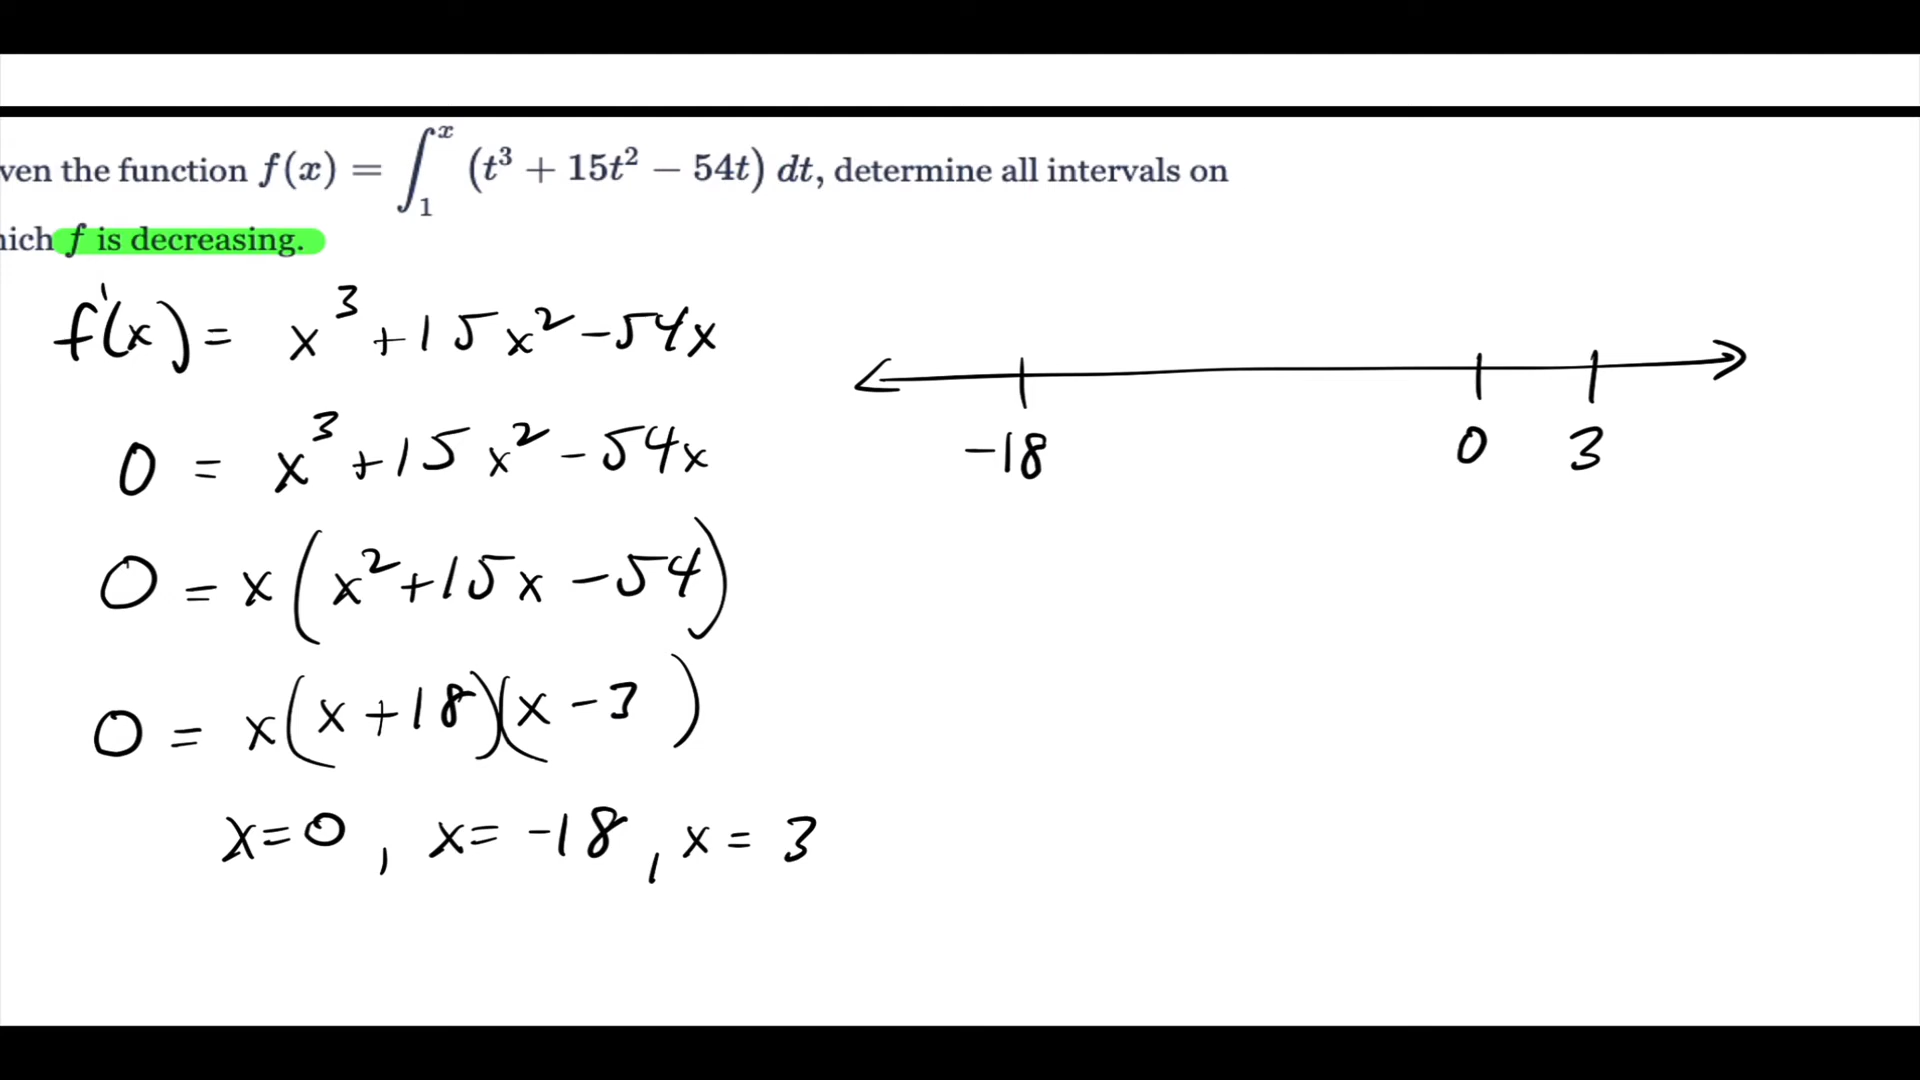 ven the function f(x) = ∫₁ˣ (t³ + 15t² − 54t) dt, determine all intervals on
hich f is decreasing.
f'(x) = x³ + 15x² − 54x
0 = x³ + 15x² − 54x
0 = x(x² + 15x − 54)
0 = x(x + 18)(x − 3)
x = 0, x = −18, x = 3
−18 0 3